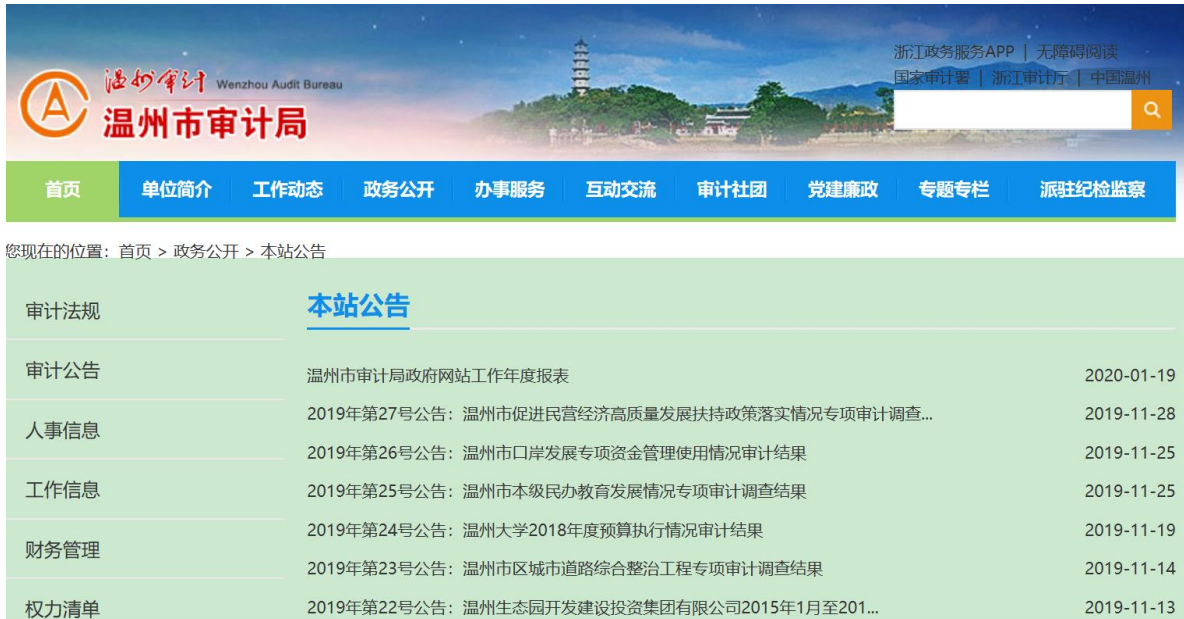 浙江政务服务APP | 无障碍阅读
国家审计署 | 浙江审计厅 | 中国温州
温州审计 Wenzhou Audit Bureau
温州市审计局
首页 单位简介 工作动态 政务公开 办事服务 互动交流 审计社团 党建廉政 专题专栏 派驻纪检监察
您现在的位置：首页 > 政务公开 > 本站公告
审计法规
审计公告
人事信息
工作信息
财务管理
权力清单
本站公告
温州市审计局政府网站工作年度报表 2020-01-19
2019年第27号公告：温州市促进民营经济高质量发展扶持政策落实情况专项审计调查... 2019-11-28
2019年第26号公告：温州市口岸发展专项资金管理使用情况审计结果 2019-11-25
2019年第25号公告：温州市本级民办教育发展情况专项审计调查结果 2019-11-25
2019年第24号公告：温州大学2018年度预算执行情况审计结果 2019-11-19
2019年第23号公告：温州市区城市道路综合整治工程专项审计调查结果 2019-11-14
2019年第22号公告：温州生态园开发建设投资集团有限公司2015年1月至201... 2019-11-13